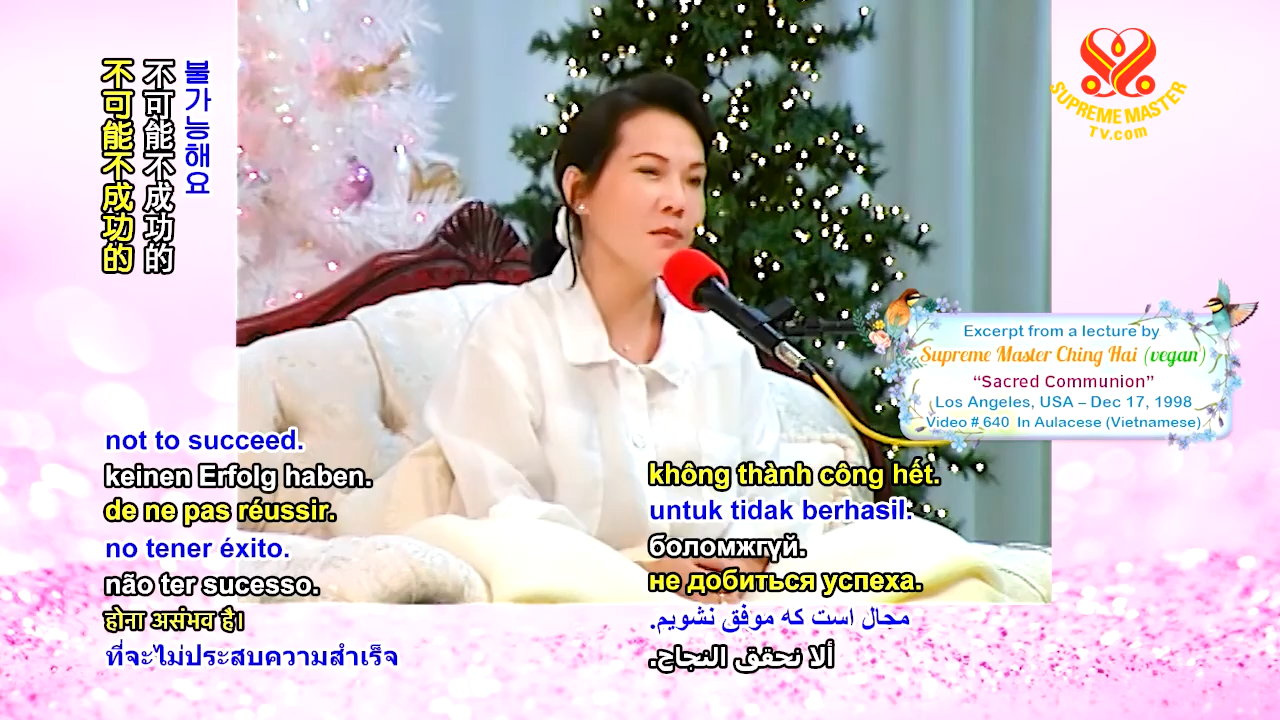 不可能不成功的
不可能不成功的
불가능해요
SUPREME MASTER
TV.com
Excerpt from a lecture by
Supreme Master Ching Hai (vegan)
“Sacred Communion”
Los Angeles, USA – Dec 17, 1998
Video # 640 In Aulacese (Vietnamese)
not to succeed.
keinen Erfolg haben.
de ne pas réussir.
no tener éxito.
não ter sucesso.
होना असंभव है।
ที่จะไม่ประสบความสำเร็จ
không thành công hết.
untuk tidak berhasil.
боломжгүй.
не добиться успеха.
مجال است که موفق نشویم.
ألا نحقق النجاح.